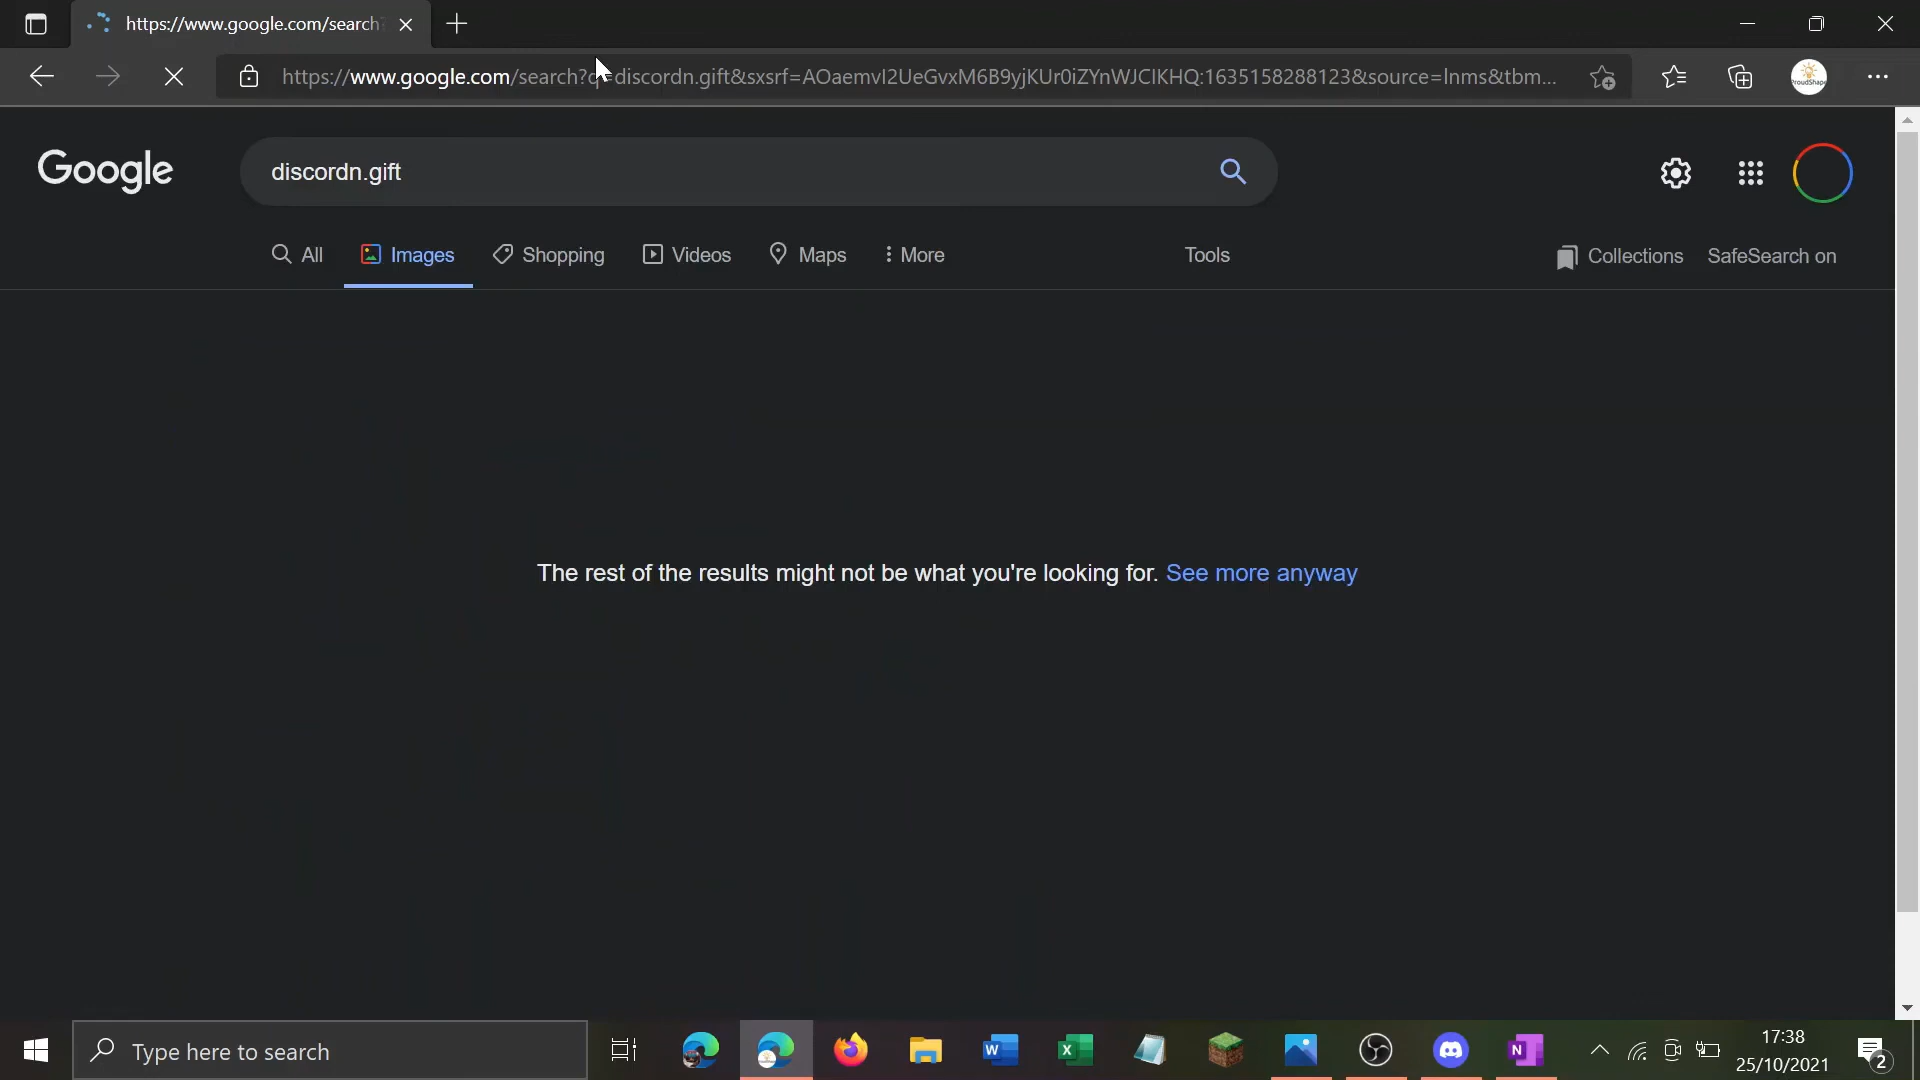 https://www.google.com/search
https://www.google.com/search?q=discordn.gift&sxsrf=AOaemvI2UeGvxM6B9yjKUr0iZYnWJCIKHQ:1635158288123&source=lnms&tbm...
Google
discordn.gift
All
Images
Shopping
Videos
Maps
More
Tools
Collections
SafeSearch on
The rest of the results might not be what you're looking for. See more anyway
Type here to search
17:38
25/10/2021
2